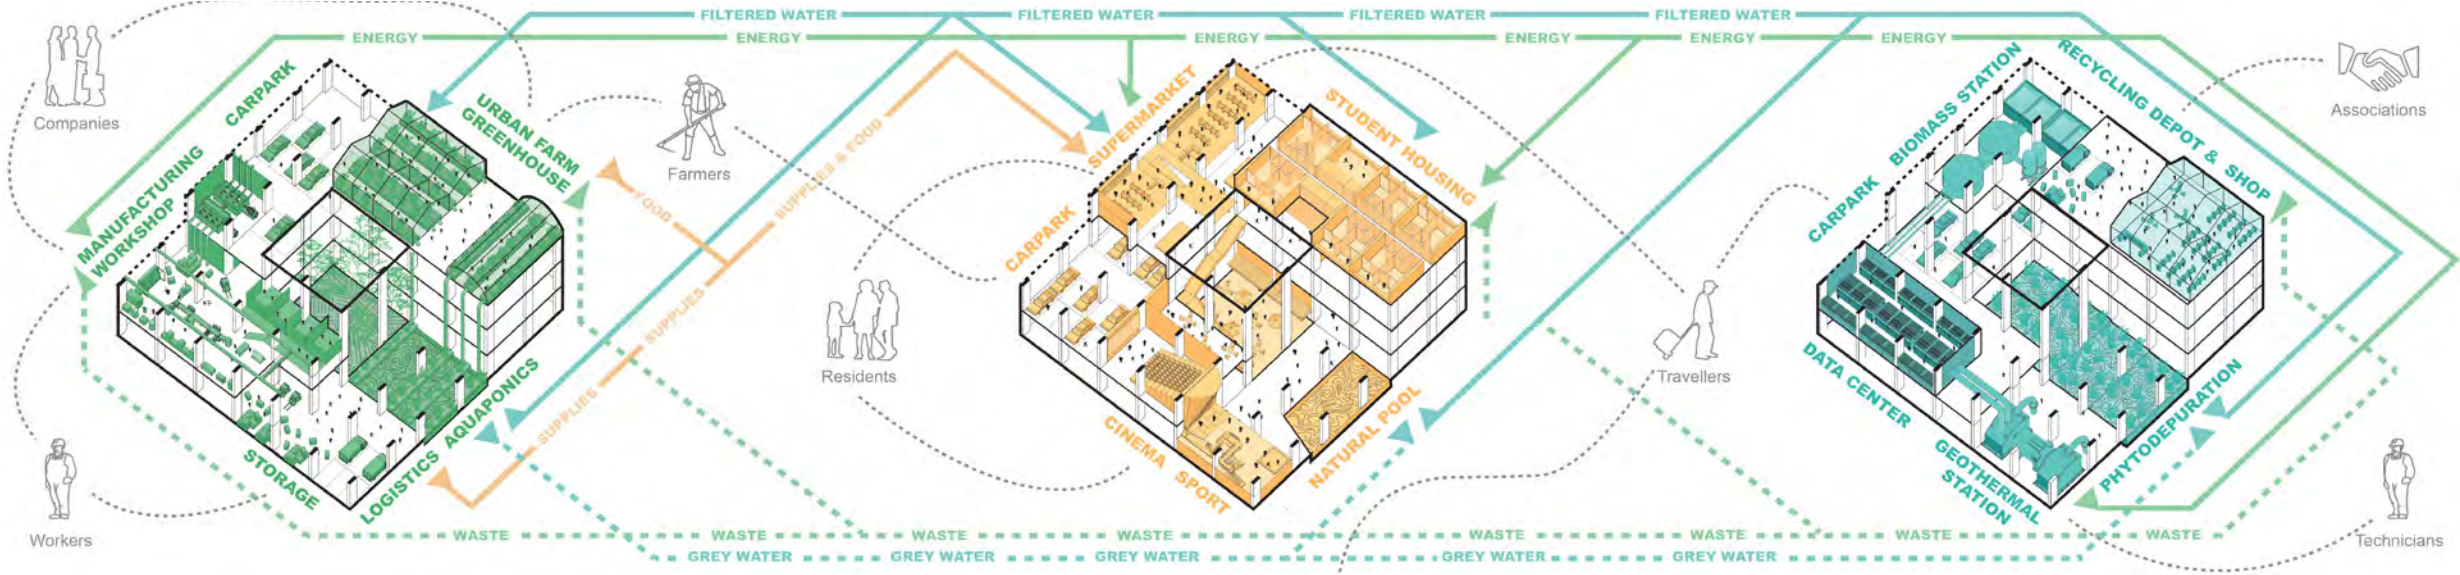 FILTERED WATER FILTERED WATER FILTERED WATER FILTERED WATER
ENERGY ENERGY ENERGY ENERGY ENERGY ENERGY
Companies
CARPARK
MANUFACTURING
WORKSHOP
URBAN FARM
GREENHOUSE
STORAGE
LOGISTICS AQUAPONICS
Workers
Farmers
FOOD
SUPPLIES & FOOD
SUPPLIES
SUPPLIES
Residents
SUPERMARKET
CARPARK
STUDENT HOUSING
CINEMA SPORT
NATURAL POOL
Travellers
CARPARK
BIOMASS STATION
RECYCLING DEPOT & SHOP
DATA CENTER
GEOTHERMAL
STATION
PHYTODEPURATION
Associations
Technicians
WASTE WASTE WASTE WASTE WASTE WASTE WASTE WASTE WASTE
GREY WATER GREY WATER GREY WATER GREY WATER GREY WATER